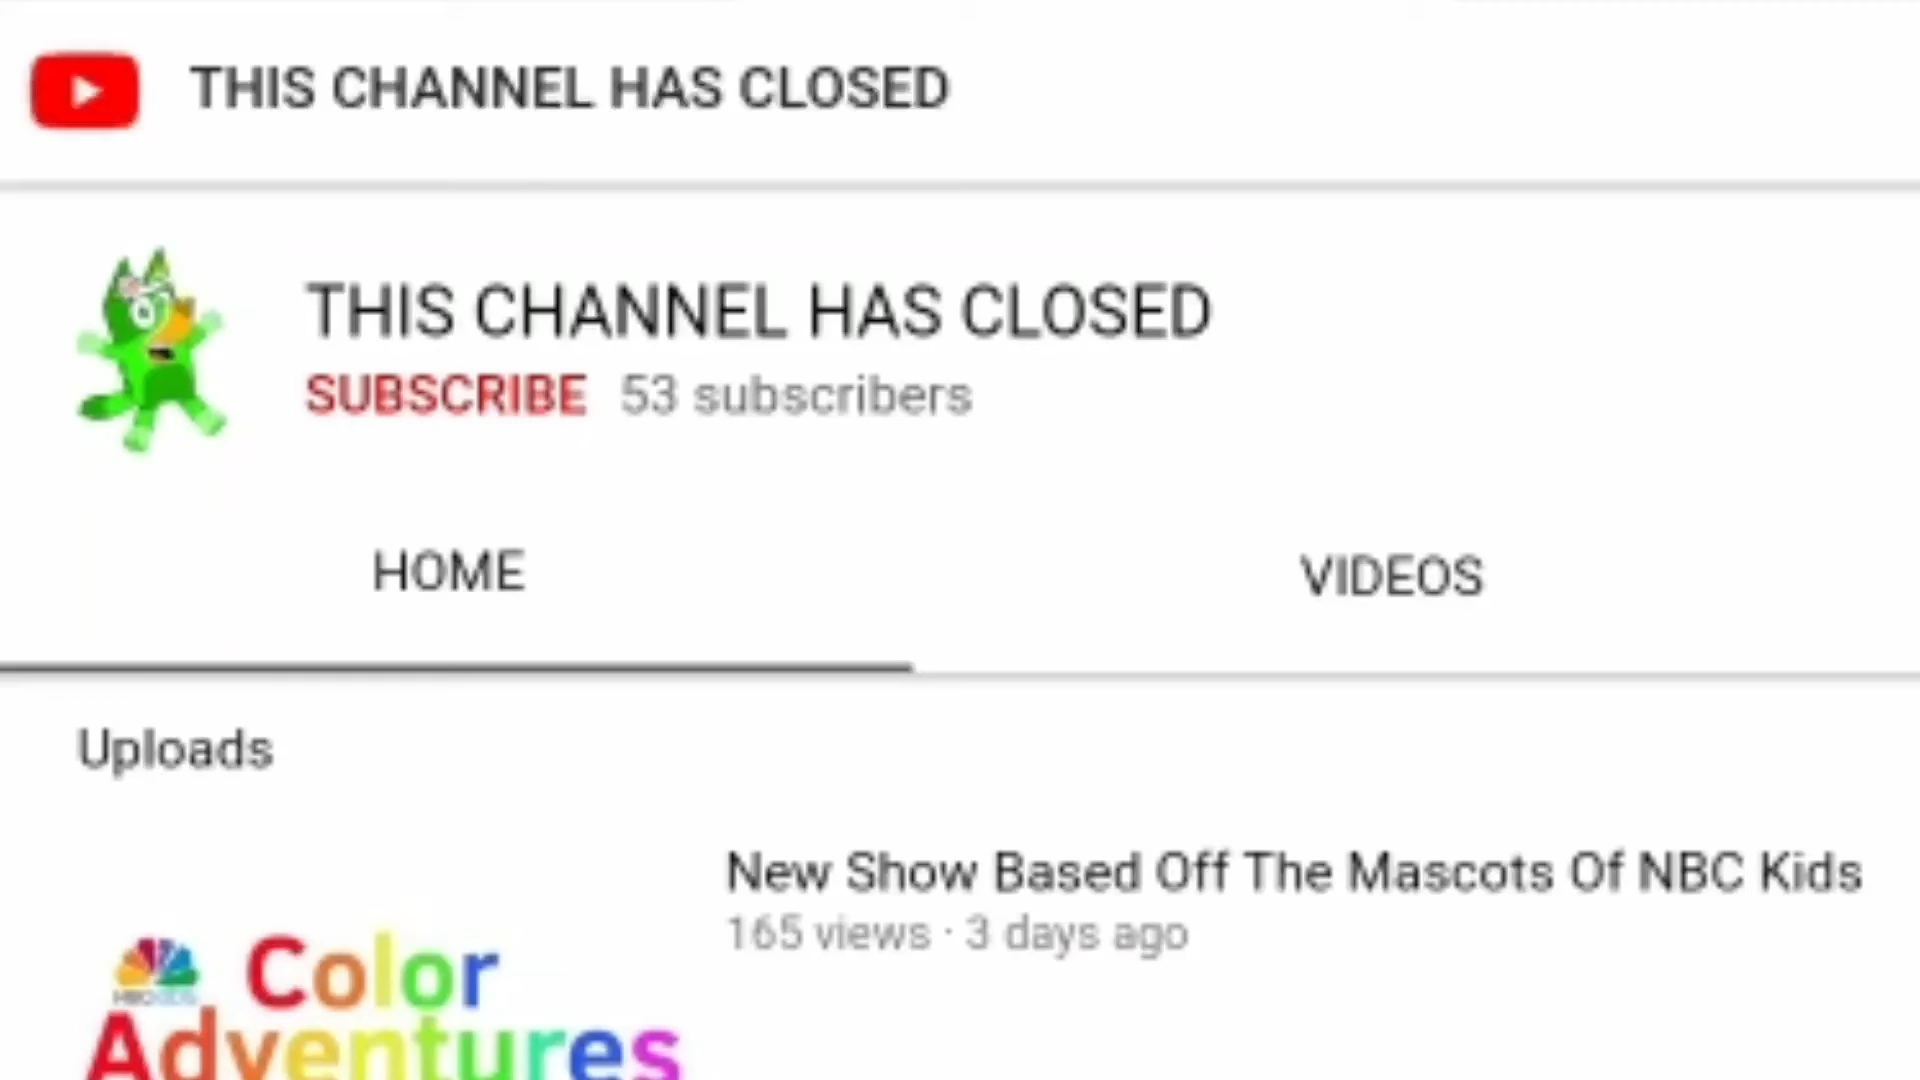 THIS CHANNEL HAS CLOSED
THIS CHANNEL HAS CLOSED
SUBSCRIBE 53 subscribers
HOME
VIDEOS
Uploads
New Show Based Off The Mascots Of NBC Kids
165 views · 3 days ago
Color
Adventures